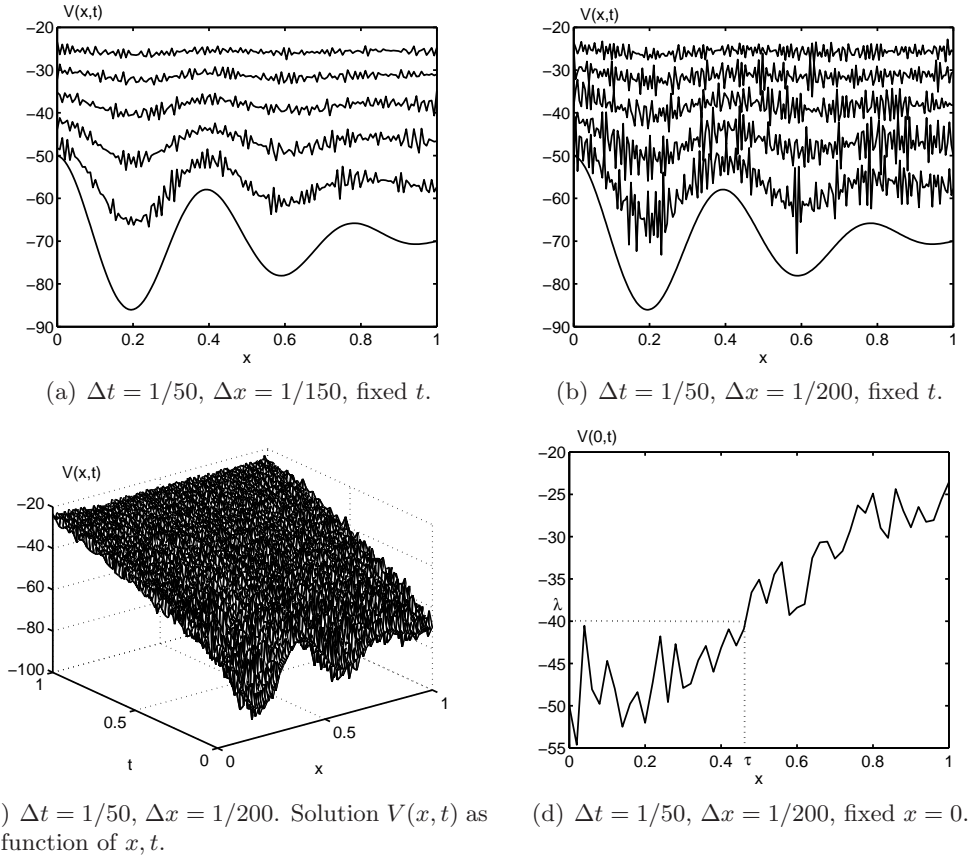 V(x,t)
−20
−30
−40
−50
−60
−70
−80
−90
0 0.2 0.4 0.6 0.8 1
x
(a) Δt = 1/50, Δx = 1/150, fixed t.
V(x,t)
−20
−30
−40
−50
−60
−70
−80
−90
0 0.2 0.4 0.6 0.8 1
x
(b) Δt = 1/50, Δx = 1/200, fixed t.
V(x,t)
−20
−40
−60
−80
−100
1
0.5
0
t
0
0.5
1
x
) Δt = 1/50, Δx = 1/200. Solution V(x, t) as
function of x, t.
V(0,t)
−20
−25
−30
−35
λ
−40
−45
−50
−55
0 0.2 0.4 τ 0.6 0.8 1
x
(d) Δt = 1/50, Δx = 1/200, fixed x = 0.